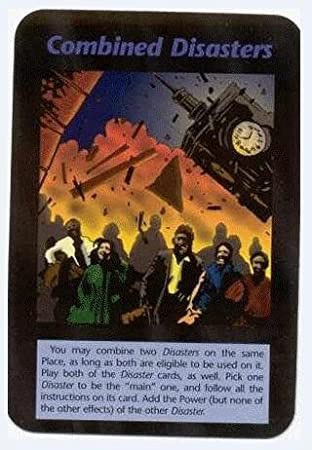 Combined Disasters
You may combine two Disasters on the same
Place, as long as both are eligible to be used on it.
Play both of the Disaster cards, as well. Pick one
Disaster to be the "main" one, and follow all the
instructions on its card. Add the Power (but none of
the other effects) of the other Disaster.